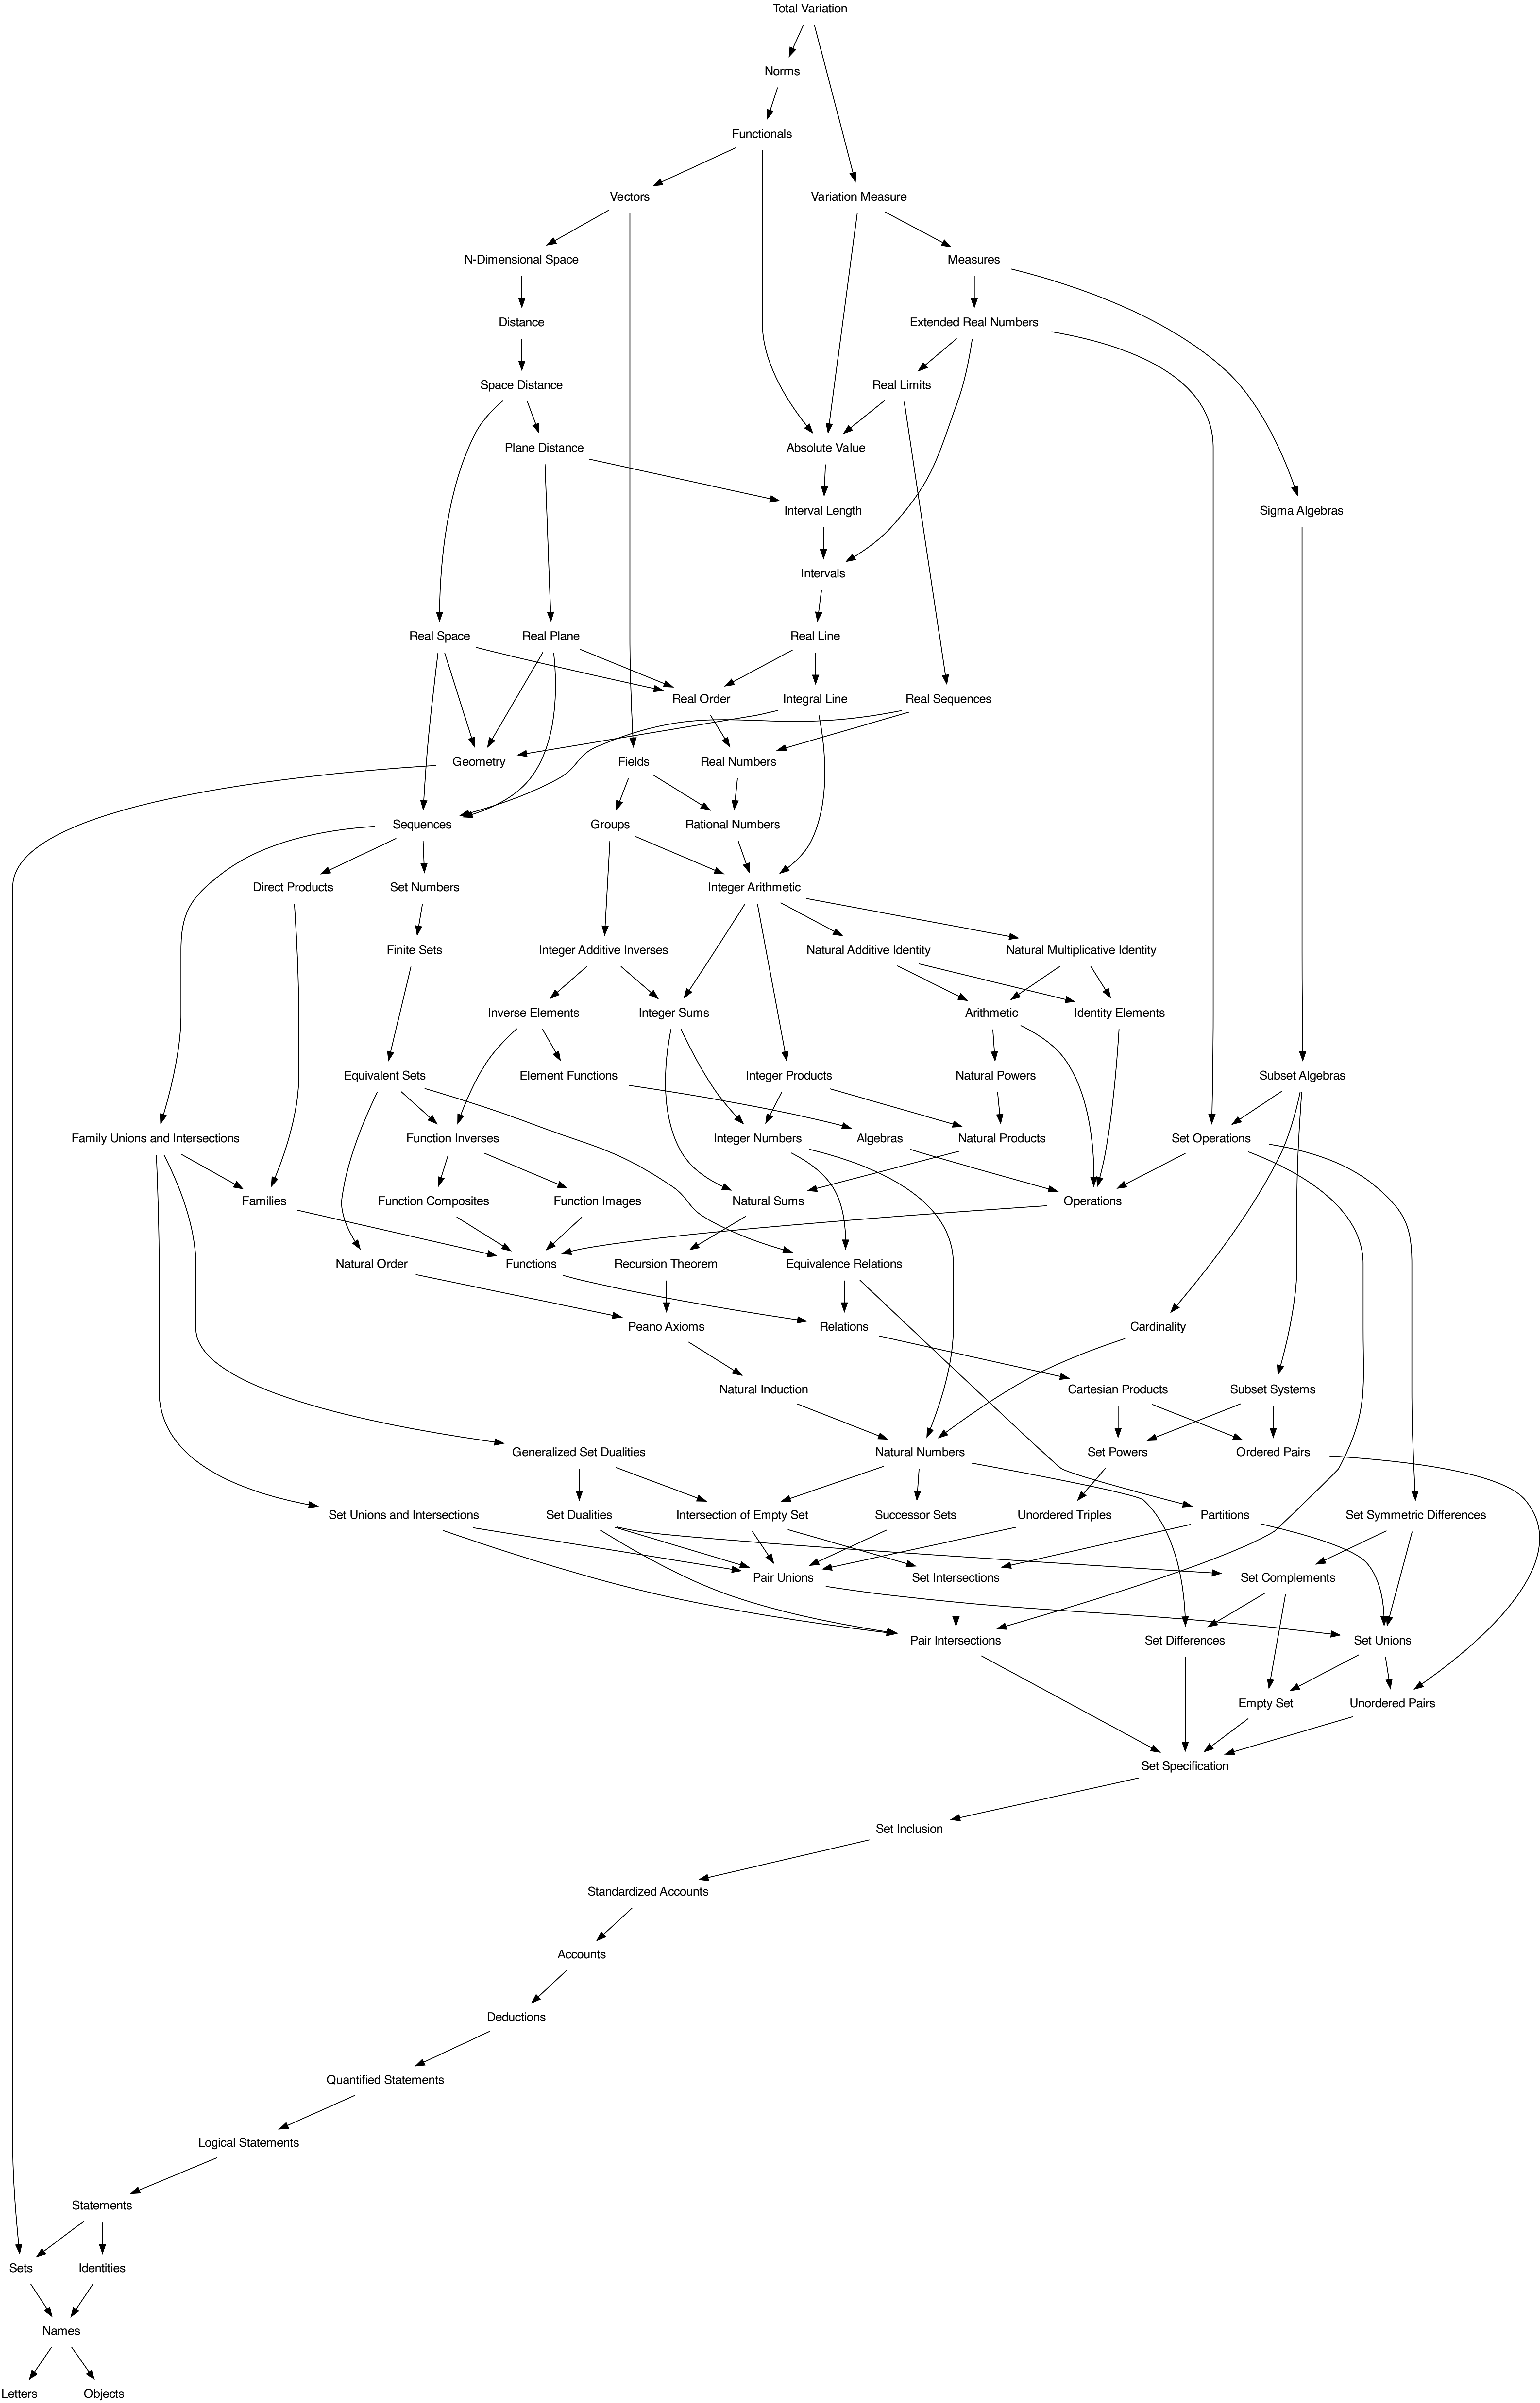 Total Variation
Norms
Functionals
Vectors
Variation Measure
N-Dimensional Space
Measures
Distance
Extended Real Numbers
Space Distance
Real Limits
Plane Distance
Absolute Value
Interval Length
Sigma Algebras
Intervals
Real Space
Real Plane
Real Line
Real Order
Integral Line
Real Sequences
Geometry
Fields
Real Numbers
Sequences
Groups
Rational Numbers
Direct Products
Set Numbers
Integer Arithmetic
Finite Sets
Integer Additive Inverses
Natural Additive Identity
Natural Multiplicative Identity
Inverse Elements
Integer Sums
Arithmetic
Identity Elements
Equivalent Sets
Element Functions
Integer Products
Natural Powers
Subset Algebras
Family Unions and Intersections
Function Inverses
Integer Numbers
Algebras
Natural Products
Set Operations
Families
Function Composites
Function Images
Natural Sums
Operations
Natural Order
Functions
Recursion Theorem
Equivalence Relations
Peano Axioms
Relations
Cardinality
Natural Induction
Cartesian Products
Subset Systems
Generalized Set Dualities
Natural Numbers
Set Powers
Ordered Pairs
Set Unions and Intersections
Set Dualities
Intersection of Empty Set
Successor Sets
Unordered Triples
Partitions
Set Symmetric Differences
Pair Unions
Set Intersections
Set Complements
Pair Intersections
Set Differences
Set Unions
Empty Set
Unordered Pairs
Set Specification
Set Inclusion
Standardized Accounts
Accounts
Deductions
Quantified Statements
Logical Statements
Statements
Sets
Identities
Names
Letters
Objects